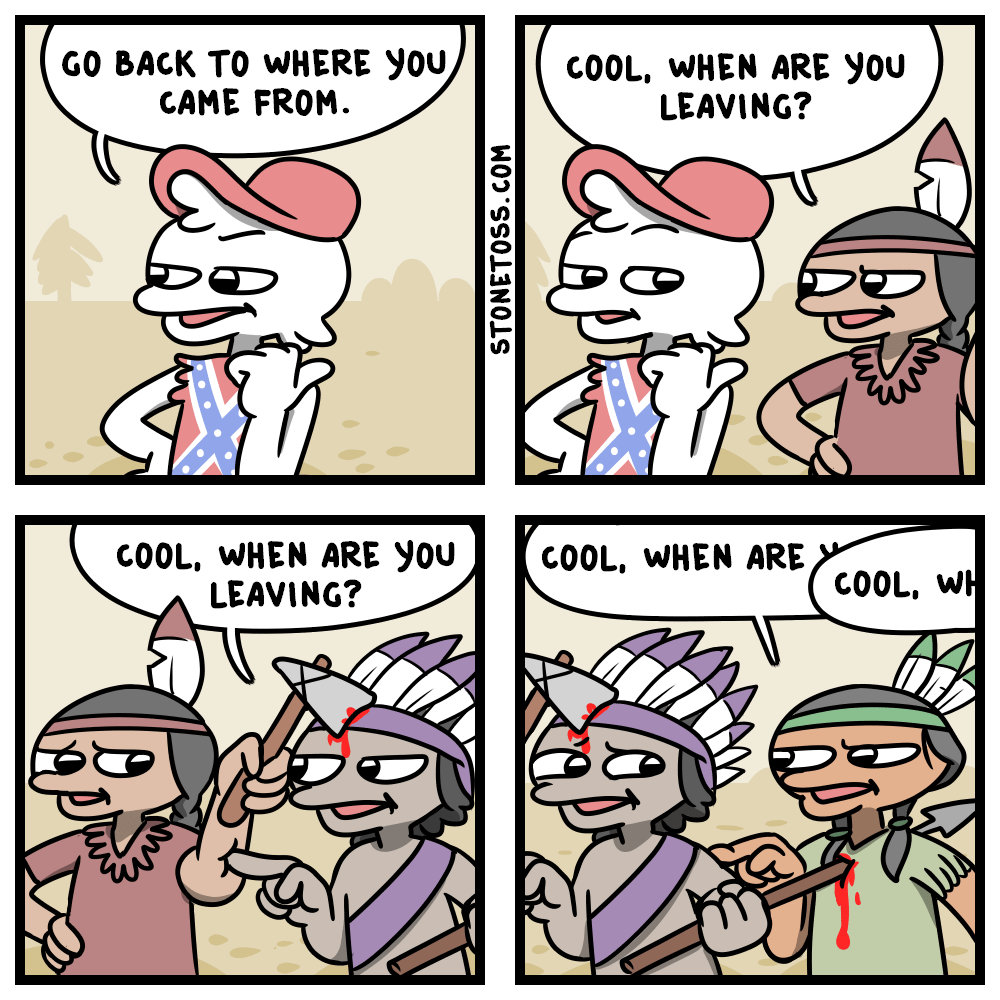 GO BACK TO WHERE YOU
CAME FROM.
COOL, WHEN ARE YOU
LEAVING?
STONETOSS.COM
COOL, WHEN ARE YOU
LEAVING?
COOL, WHEN ARE Y
COOL, WH